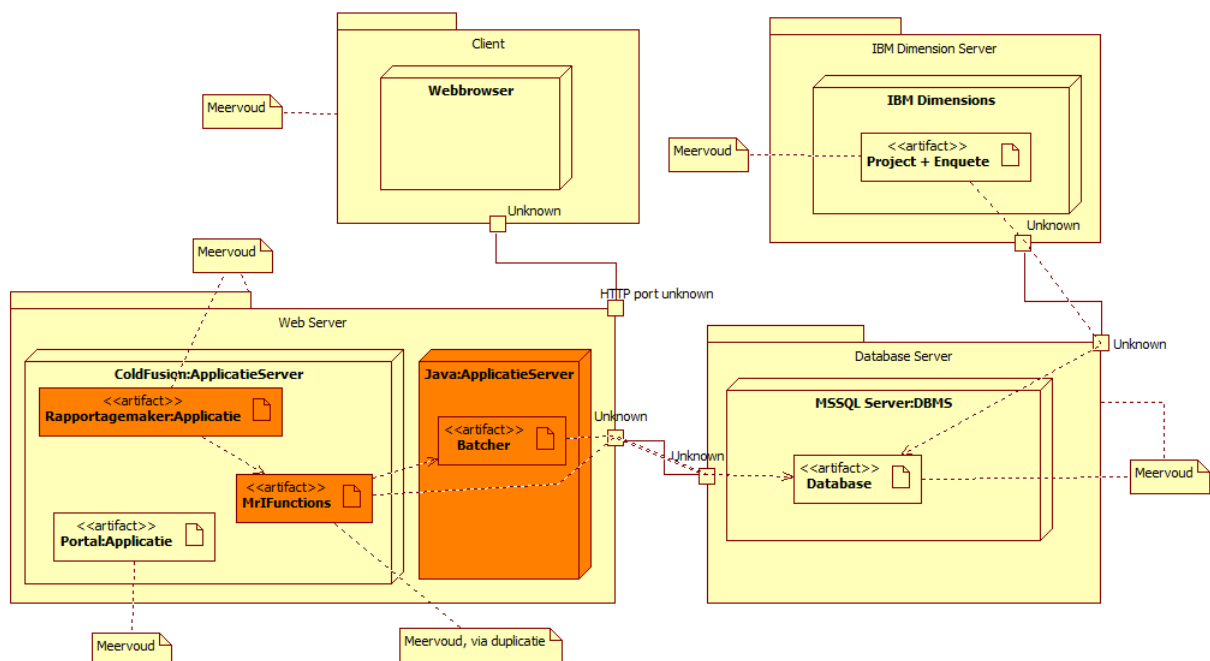 Client
Webbrowser
Meervoud
Unknown
IBM Dimension Server
IBM Dimensions
<<artifact>>
Project + Enquete
Meervoud
Unknown
Meervoud
HTTP port unknown
Web Server
ColdFusion:ApplicatieServer
<<artifact>>
Rapportagemaker:Applicatie
<<artifact>>
MrIFunctions
<<artifact>>
Portal:Applicatie
Java:ApplicatieServer
<<artifact>>
Batcher
Unknown
Meervoud
Meervoud, via duplicatie
Unknown
Database Server
Unknown
MSSQL Server:DBMS
<<artifact>>
Database
Meervoud